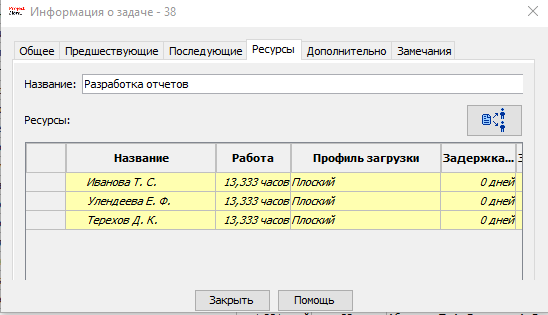 Информация о задаче - 38
Общее Предшествующие Последующие Ресурсы Дополнительно Замечания
Название: Разработка отчетов
Ресурсы:
Название Работа Профиль загрузки Задержка...
Иванова Т. С. 13,333 часов Плоский 0 дней
Улендеева Е. Ф. 13,333 часов Плоский 0 дней
Терехов Д. К. 13,333 часов Плоский 0 дней
Закрыть Помощь